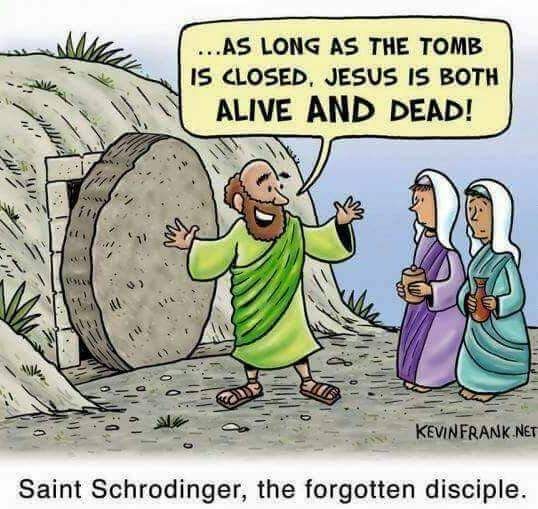 ...AS LONG AS THE TOMB
IS CLOSED, JESUS IS BOTH
ALIVE AND DEAD!
KEVINFRANK.NET
Saint Schrodinger, the forgotten disciple.